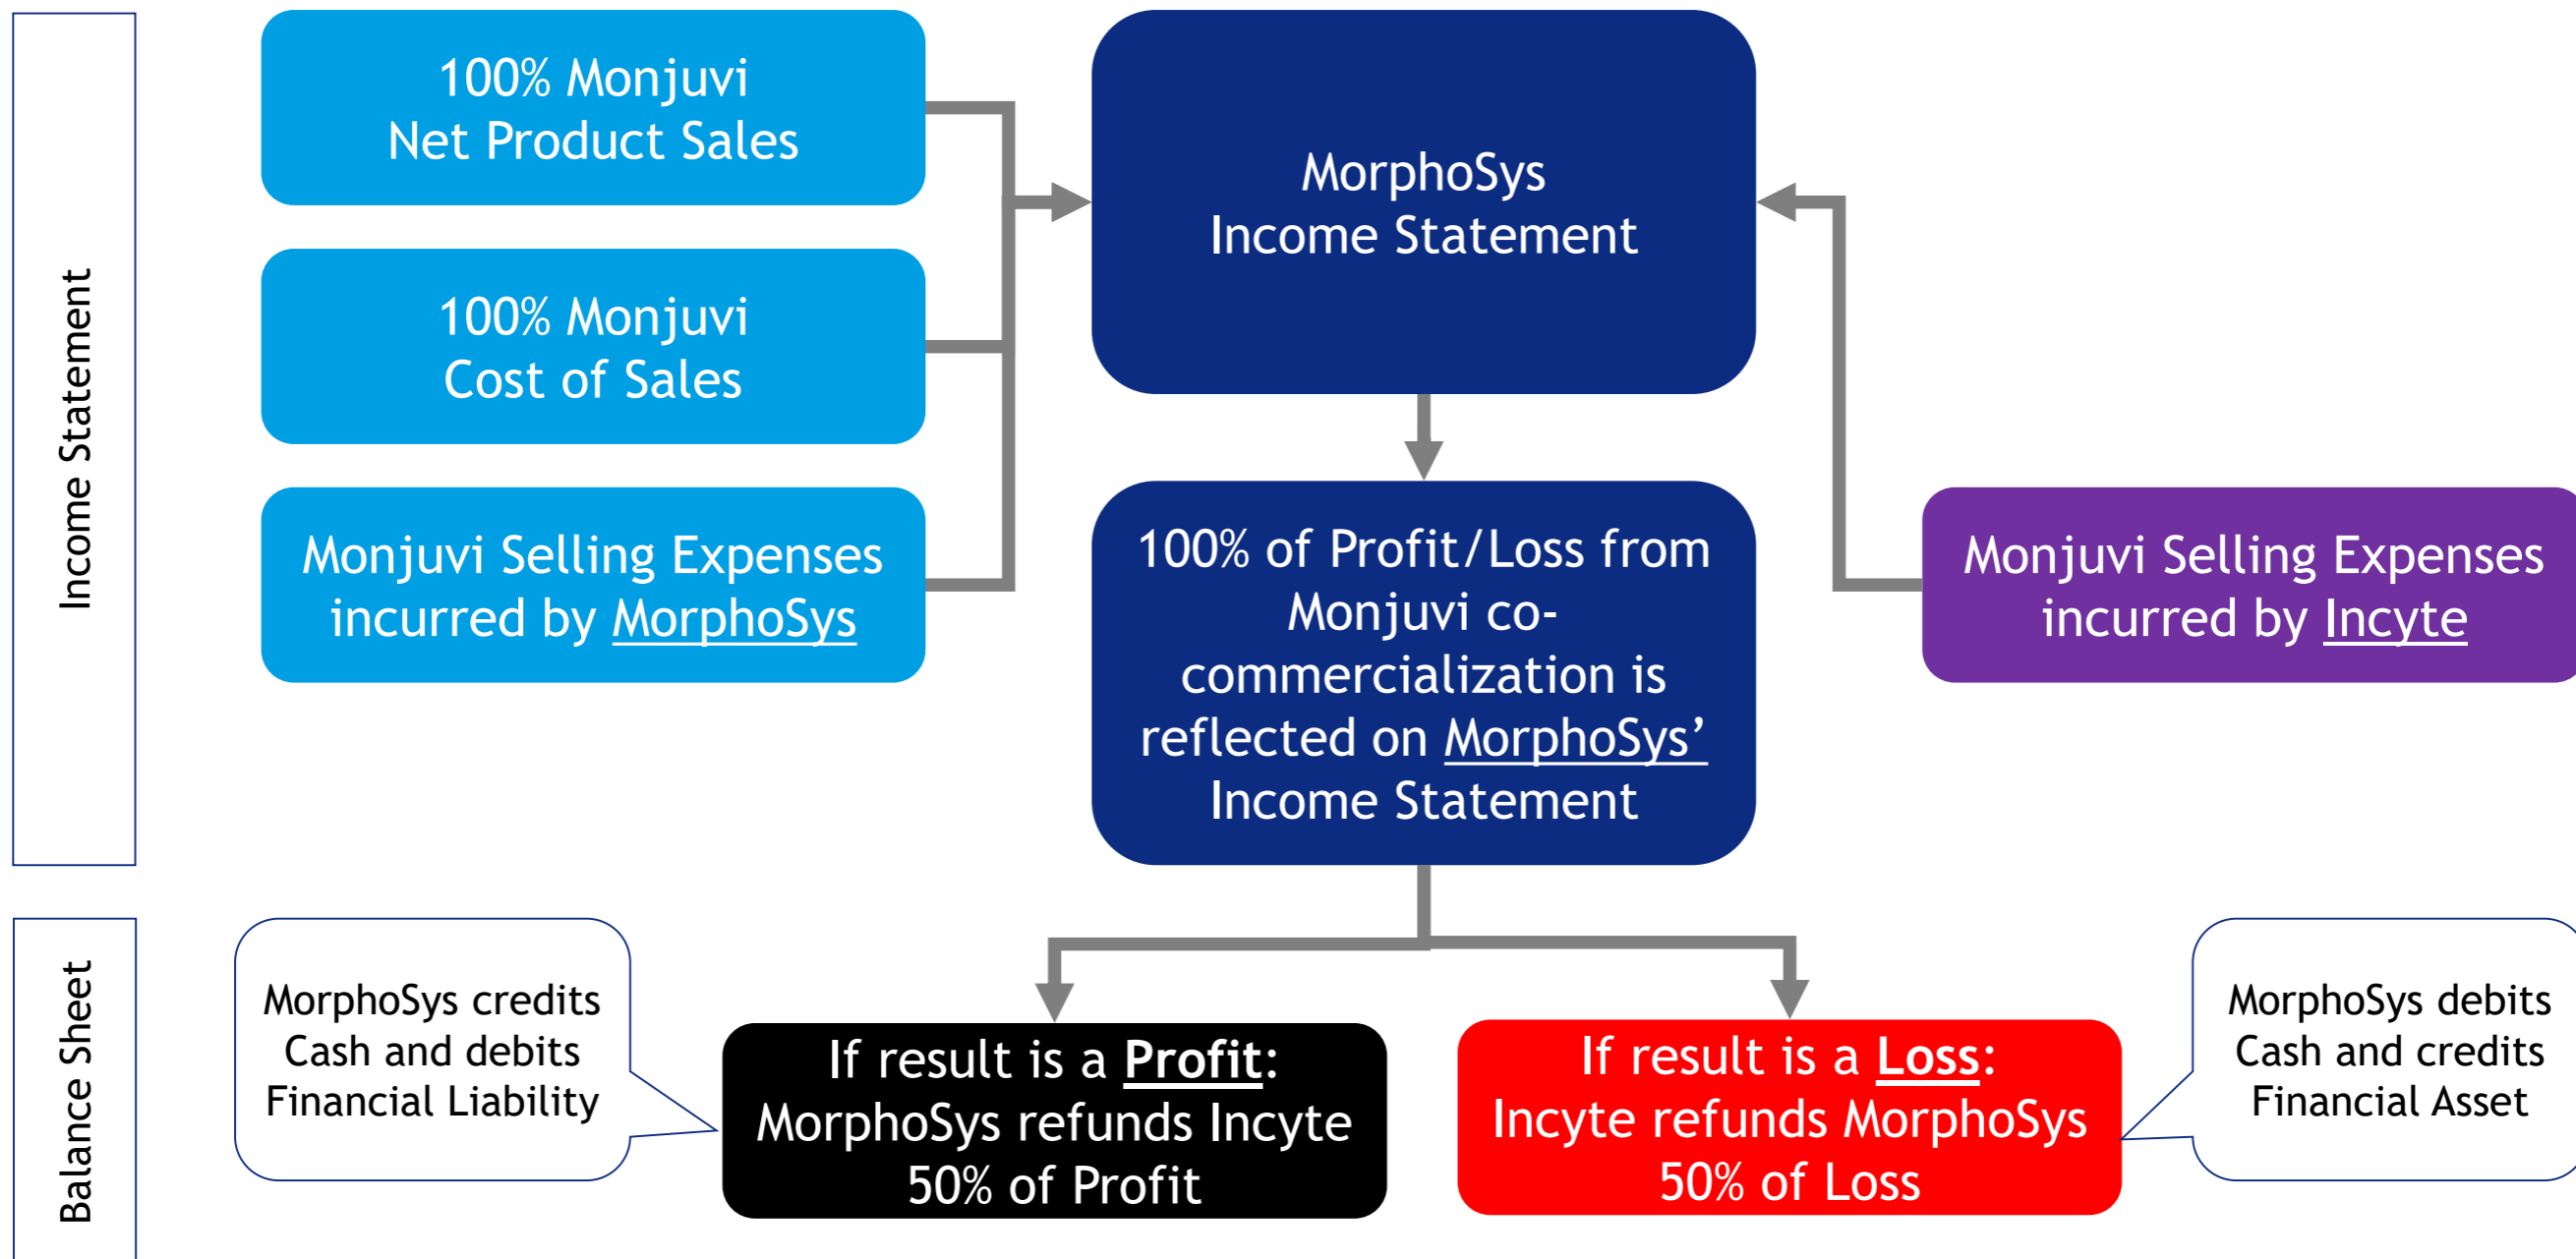 Income Statement
100% Monjuvi
Net Product Sales
100% Monjuvi
Cost of Sales
Monjuvi Selling Expenses
incurred by MorphoSys
MorphoSys
Income Statement
100% of Profit/Loss from
Monjuvi co-
commercialization is
reflected on MorphoSys’
Income Statement
Monjuvi Selling Expenses
incurred by Incyte
Balance Sheet
MorphoSys credits
Cash and debits
Financial Liability
If result is a Profit:
MorphoSys refunds Incyte
50% of Profit
If result is a Loss:
Incyte refunds MorphoSys
50% of Loss
MorphoSys debits
Cash and credits
Financial Asset